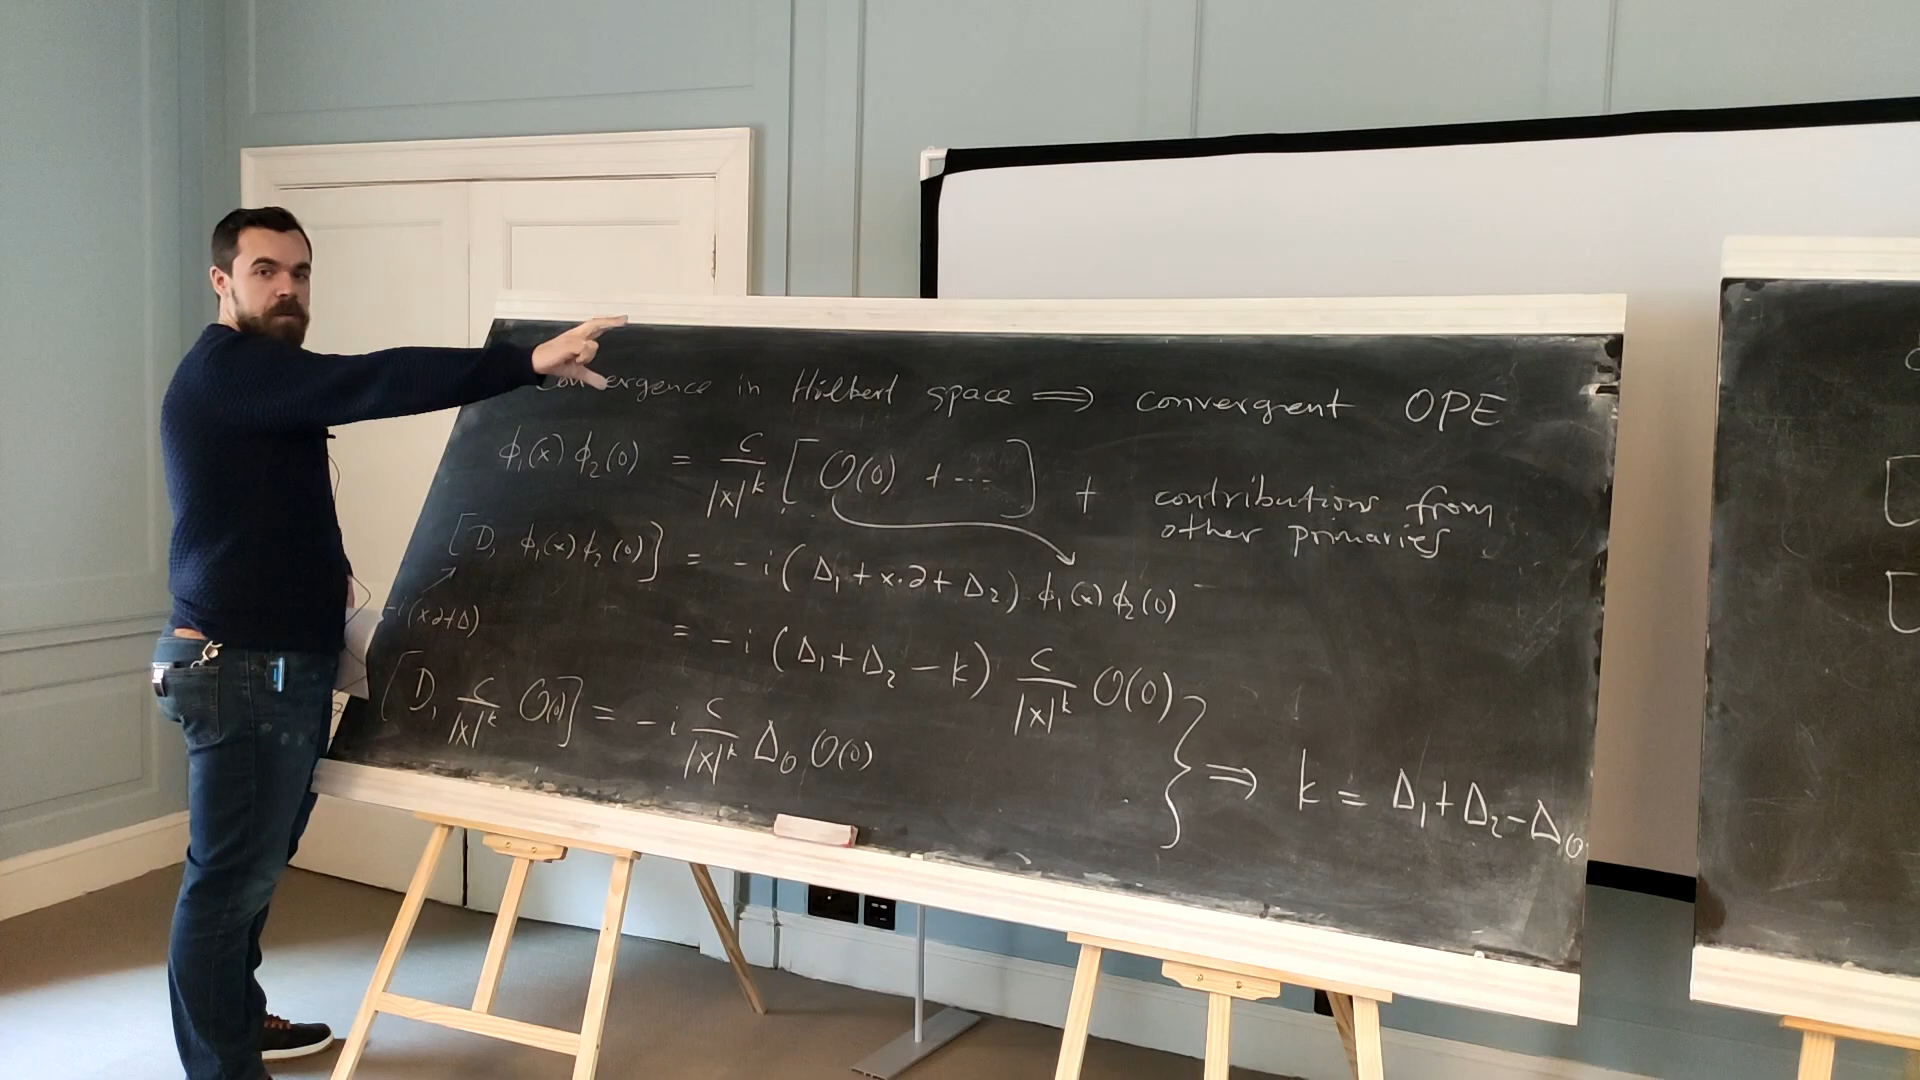 Convergence in Hilbert space ⟹ convergent OPE
ϕ₁(x) ϕ₂(0) = c/|x|^k [O(0) + ...] + contributions from
other primaries
[D, ϕ₁(x) ϕ₂(0)] = -i (Δ₁ + x·∂ + Δ₂) ϕ₁(x) ϕ₂(0)
-i(x∂+Δ)
= -i (Δ₁ + Δ₂ - k) c/|x|^k O(0)
[D, c/|x|^k O(0)] = -i c/|x|^k Δ_O O(0)
} ⟹ k = Δ₁ + Δ₂ - Δ_O